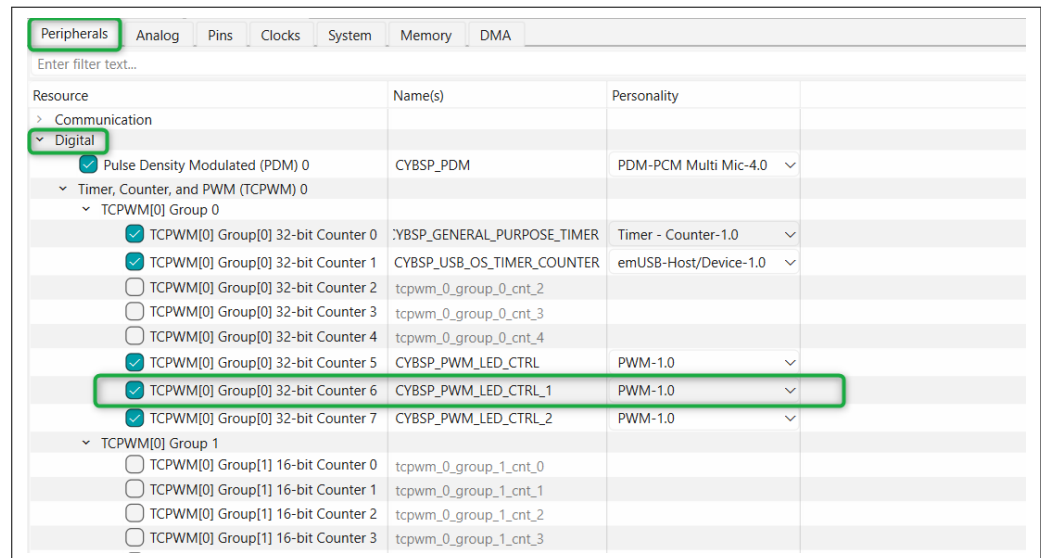 Peripherals Analog Pins Clocks System Memory DMA
Enter filter text...
Resource Name(s) Personality
Communication
Digital
Pulse Density Modulated (PDM) 0 CYBSP_PDM PDM-PCM Multi Mic-4.0
Timer, Counter, and PWM (TCPWM) 0
TCPWM[0] Group 0
TCPWM[0] Group[0] 32-bit Counter 0 YBSP_GENERAL_PURPOSE_TIMER Timer - Counter-1.0
TCPWM[0] Group[0] 32-bit Counter 1 CYBSP_USB_OS_TIMER_COUNTER emUSB-Host/Device-1.0
TCPWM[0] Group[0] 32-bit Counter 2 tcpwm_0_group_0_cnt_2
TCPWM[0] Group[0] 32-bit Counter 3 tcpwm_0_group_0_cnt_3
TCPWM[0] Group[0] 32-bit Counter 4 tcpwm_0_group_0_cnt_4
TCPWM[0] Group[0] 32-bit Counter 5 CYBSP_PWM_LED_CTRL PWM-1.0
TCPWM[0] Group[0] 32-bit Counter 6 CYBSP_PWM_LED_CTRL_1 PWM-1.0
TCPWM[0] Group[0] 32-bit Counter 7 CYBSP_PWM_LED_CTRL_2 PWM-1.0
TCPWM[0] Group 1
TCPWM[0] Group[1] 16-bit Counter 0 tcpwm_0_group_1_cnt_0
TCPWM[0] Group[1] 16-bit Counter 1 tcpwm_0_group_1_cnt_1
TCPWM[0] Group[1] 16-bit Counter 2 tcpwm_0_group_1_cnt_2
TCPWM[0] Group[1] 16-bit Counter 3 tcpwm_0_group_1_cnt_3